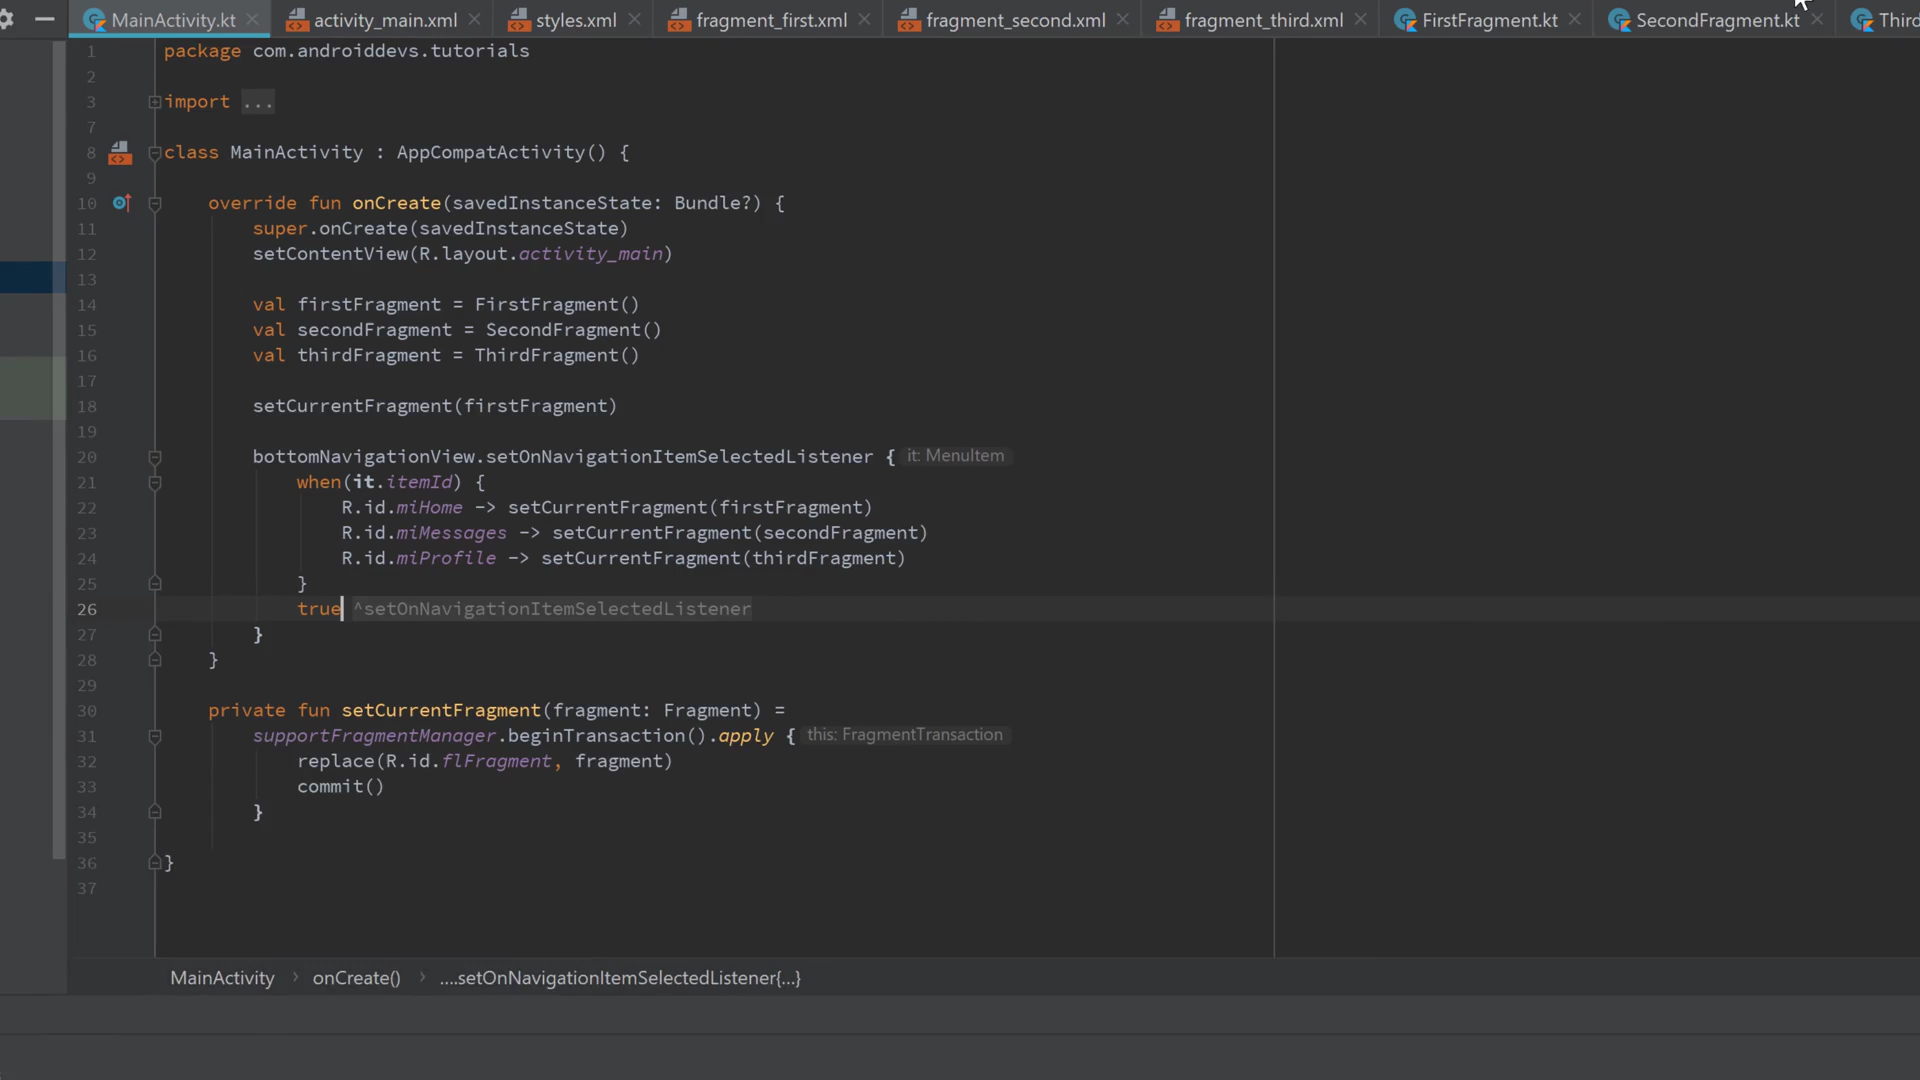 MainActivity.kt activity_main.xml styles.xml fragment_first.xml fragment_second.xml fragment_third.xml FirstFragment.kt SecondFragment.kt Third
1 package com.androiddevs.tutorials
2
3 import ...
7
8 class MainActivity : AppCompatActivity() {
9
10 override fun onCreate(savedInstanceState: Bundle?) {
11 super.onCreate(savedInstanceState)
12 setContentView(R.layout.activity_main)
13
14 val firstFragment = FirstFragment()
15 val secondFragment = SecondFragment()
16 val thirdFragment = ThirdFragment()
17
18 setCurrentFragment(firstFragment)
19
20 bottomNavigationView.setOnNavigationItemSelectedListener { it: MenuItem
21 when(it.itemId) {
22 R.id.miHome -> setCurrentFragment(firstFragment)
23 R.id.miMessages -> setCurrentFragment(secondFragment)
24 R.id.miProfile -> setCurrentFragment(thirdFragment)
25 }
26 true ^setOnNavigationItemSelectedListener
27 }
28 }
29
30 private fun setCurrentFragment(fragment: Fragment) =
31 supportFragmentManager.beginTransaction().apply { this: FragmentTransaction
32 replace(R.id.flFragment, fragment)
33 commit()
34 }
35
36 }
37
MainActivity › onCreate() › ....setOnNavigationItemSelectedListener{...}